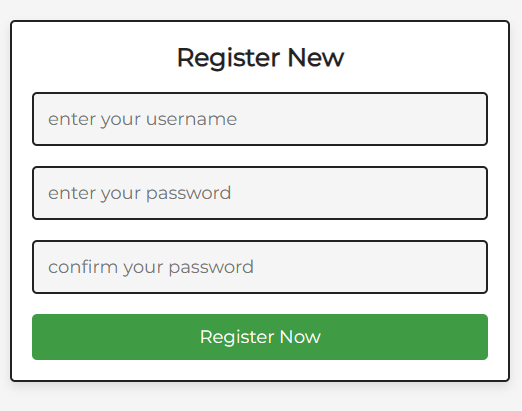 Register New
enter your username
enter your password
confirm your password
Register Now